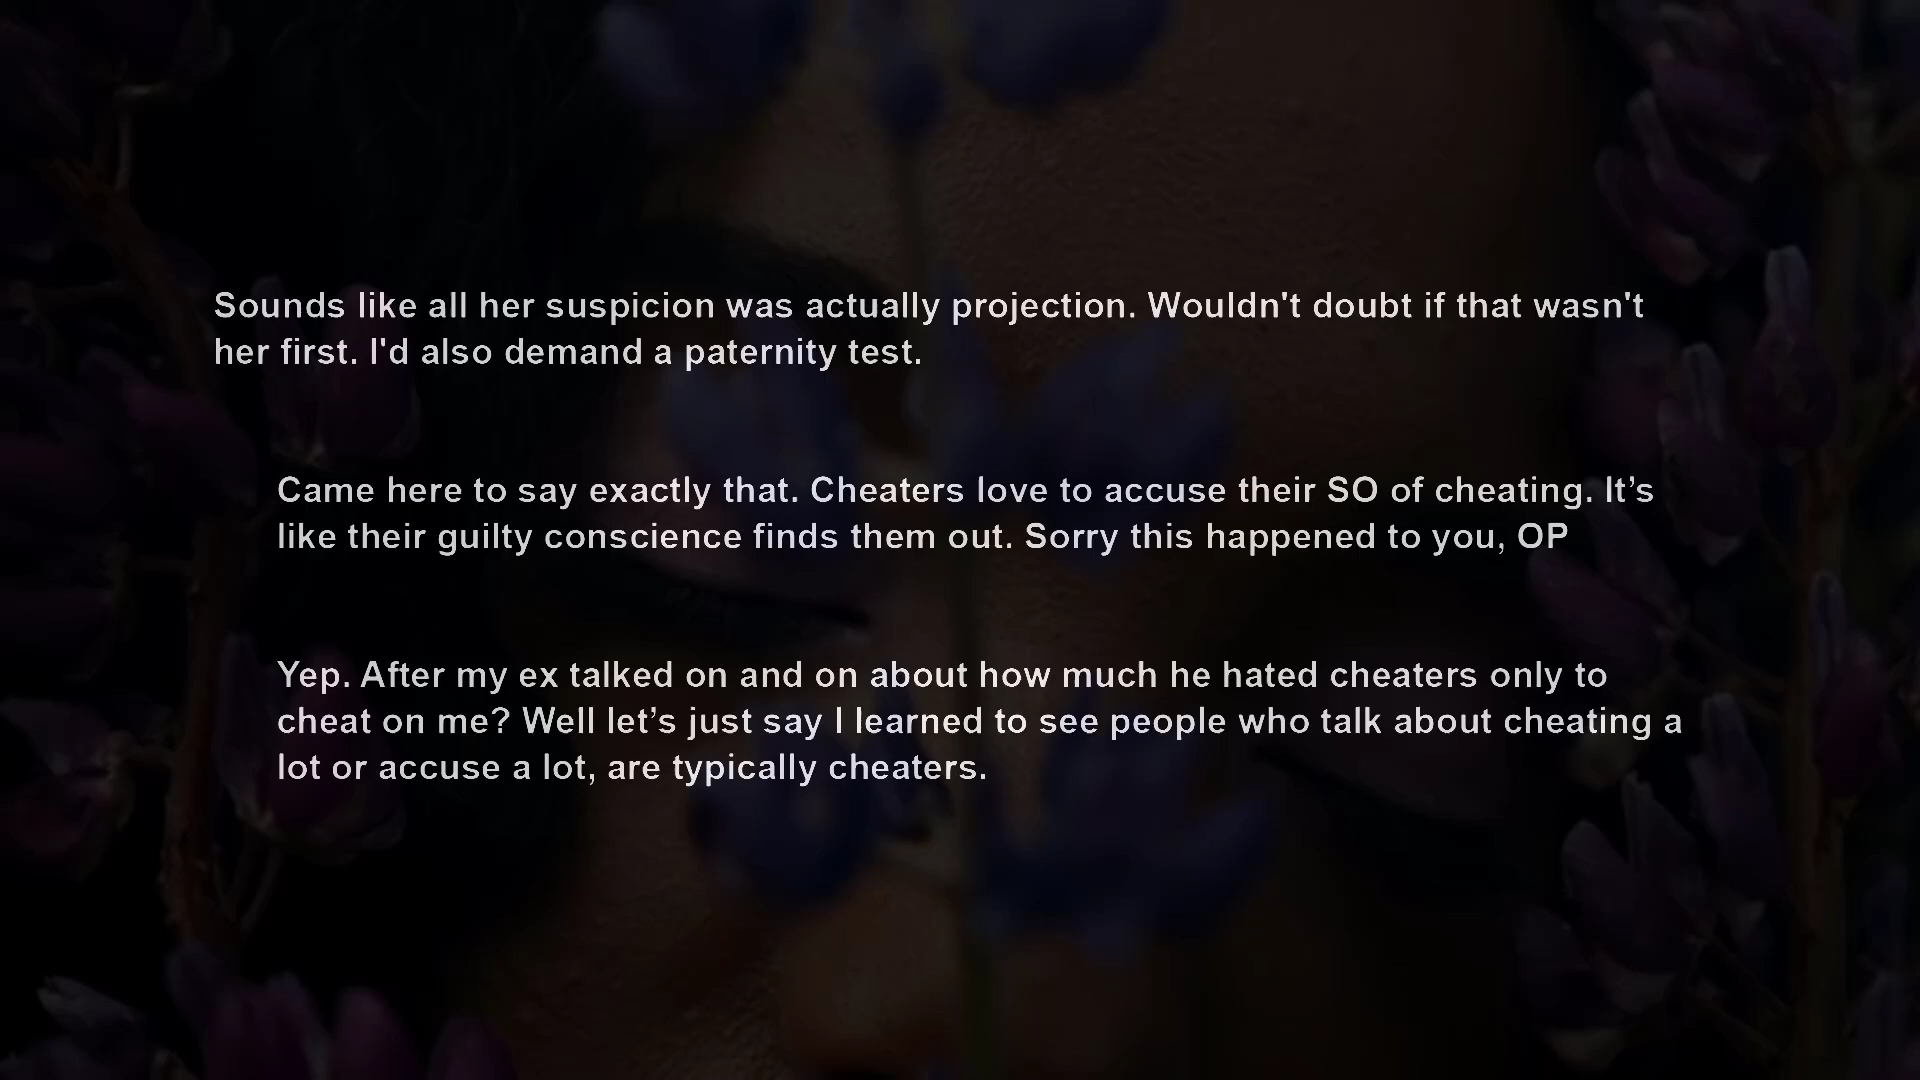 Sounds like all her suspicion was actually projection. Wouldn't doubt if that wasn't
her first. I'd also demand a paternity test.
Came here to say exactly that. Cheaters love to accuse their SO of cheating. It’s
like their guilty conscience finds them out. Sorry this happened to you, OP
Yep. After my ex talked on and on about how much he hated cheaters only to
cheat on me? Well let’s just say I learned to see people who talk about cheating a
lot or accuse a lot, are typically cheaters.